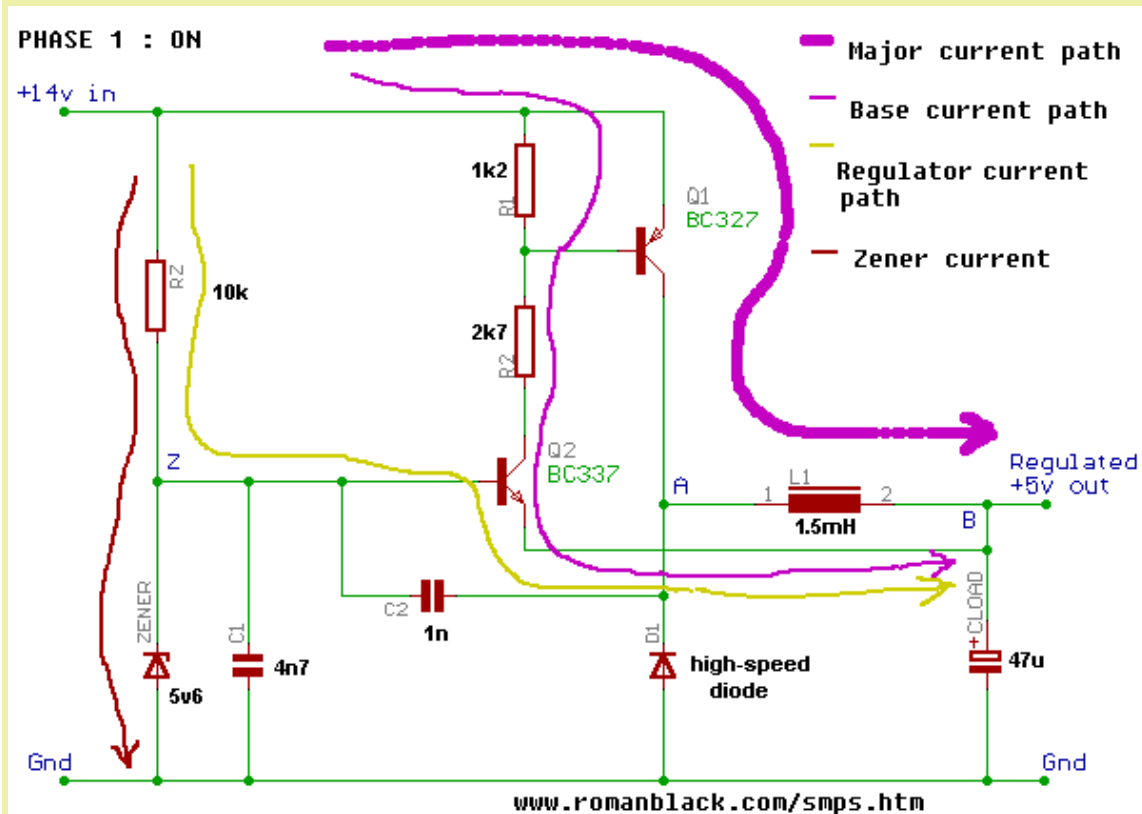 PHASE 1 : ON
Major current path
+14v in
Base current path
1k2
R1
Regulator current
path
Q1
BC327
Zener current
RZ
10k
2k7
R2
Z
Q2
BC337
A
L1
1 2
1.5mH
Regulated
+5v out
B
ZENER
C1
C2
1n
D1
+CLOAD
4n7
5v6
high-speed
diode
47u
Gnd
Gnd
www.romanblack.com/smps.htm